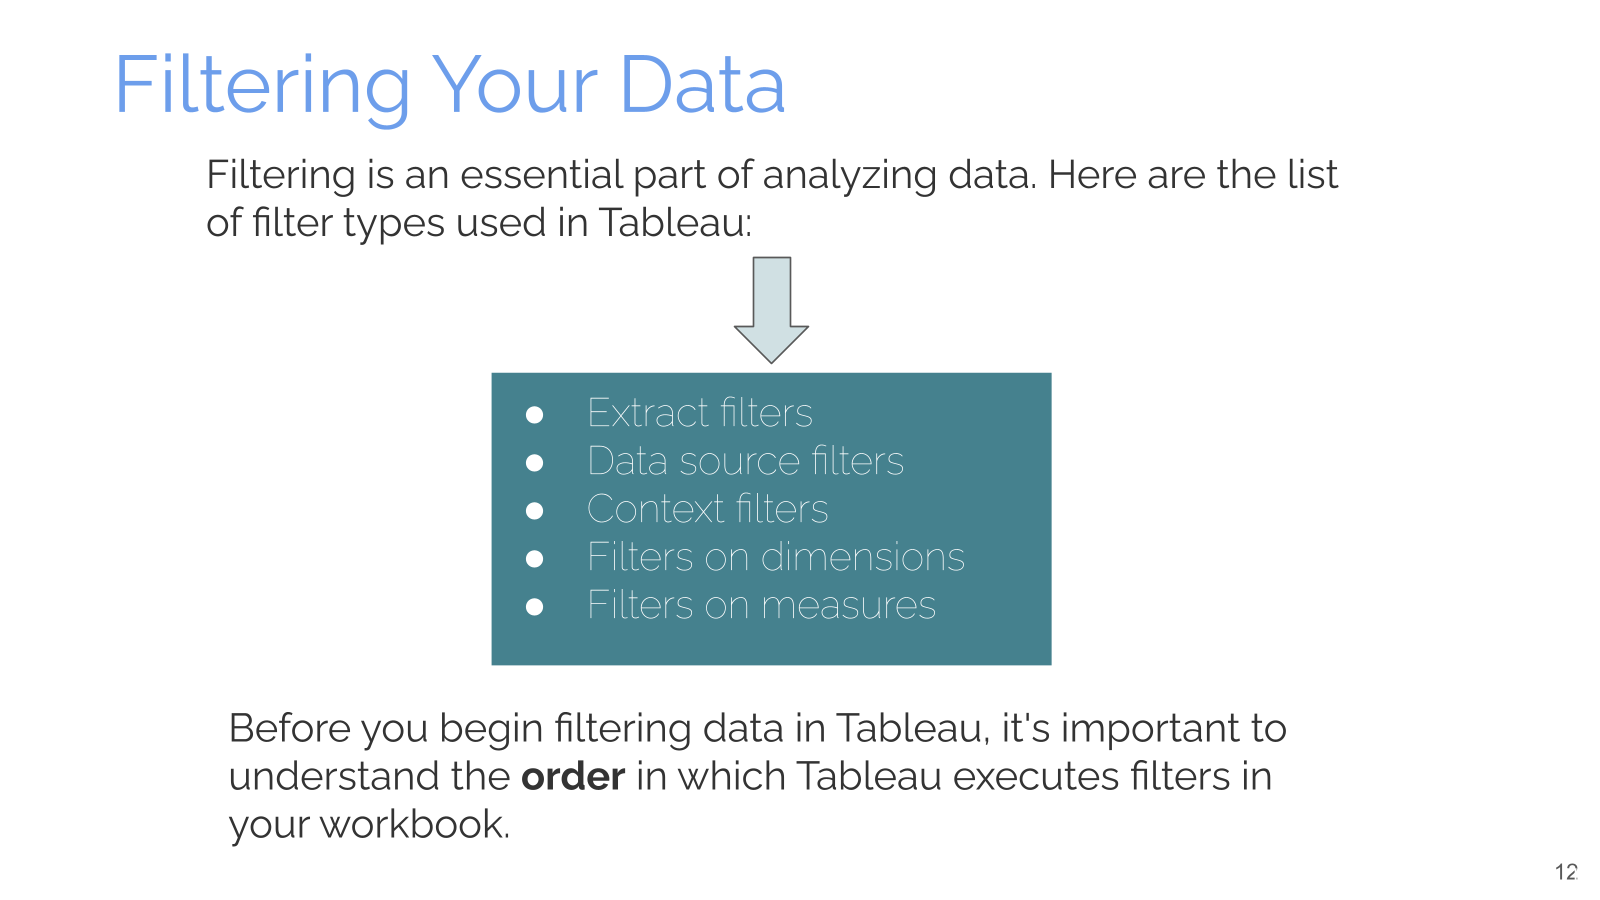 Filtering Your Data
Filtering is an essential part of analyzing data. Here are the list
of filter types used in Tableau:
● Extract filters
● Data source filters
● Context filters
● Filters on dimensions
● Filters on measures
Before you begin filtering data in Tableau, it's important to
understand the order in which Tableau executes filters in
your workbook.
12